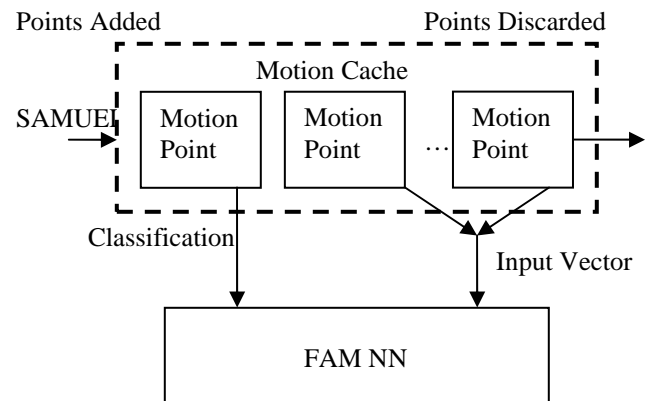 Points Added
Points Discarded
Motion Cache
SAMUEL
Motion
Point
Motion
Point
...
Motion
Point
Classification
Input Vector
FAM NN